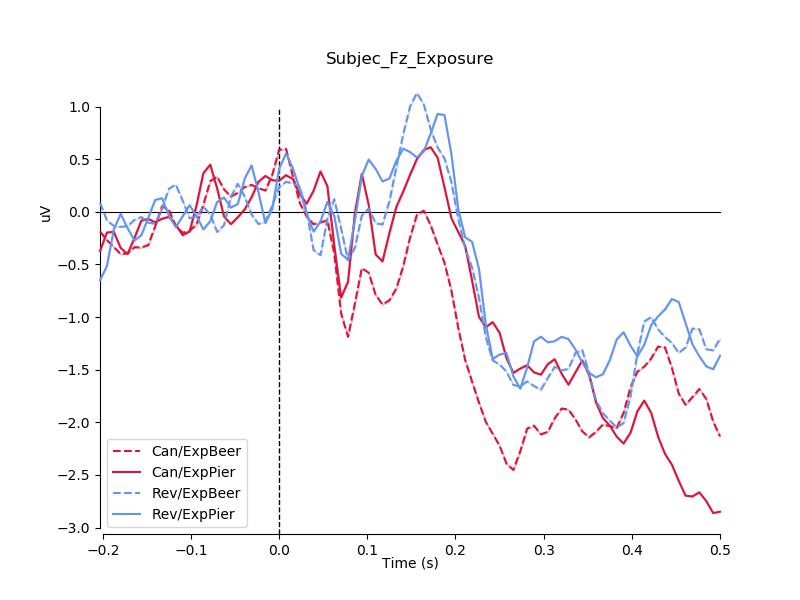 Subjec_Fz_Exposure
uV
1.0
0.5
0.0
−0.5
−1.0
−1.5
−2.0
−2.5
−3.0
Can/ExpBeer
Can/ExpPier
Rev/ExpBeer
Rev/ExpPier
−0.2 −0.1 0.0 0.1 0.2 0.3 0.4 0.5
Time (s)